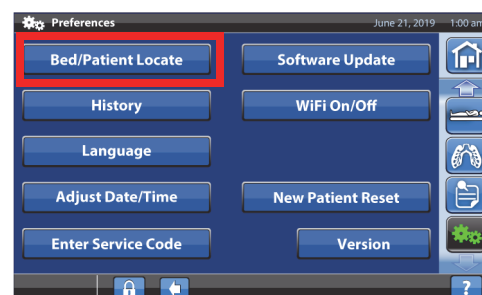 Preferences June 21, 2019 1:00 am
Bed/Patient Locate Software Update
History WiFi On/Off
Language
Adjust Date/Time New Patient Reset
Enter Service Code Version
?